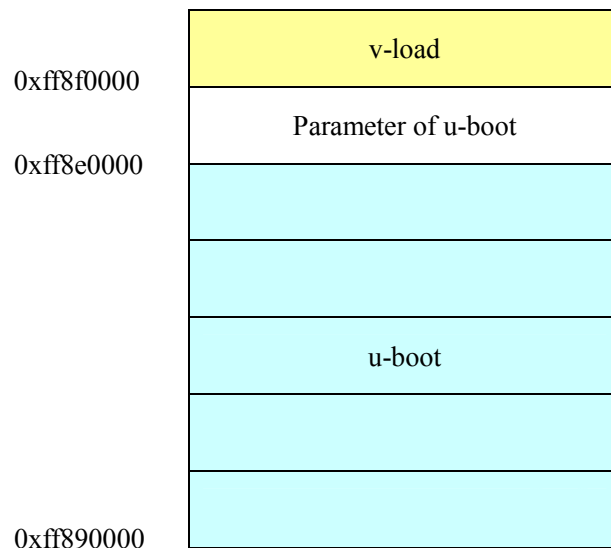 v-load
0xff8f0000
Parameter of u-boot
0xff8e0000
u-boot
0xff890000